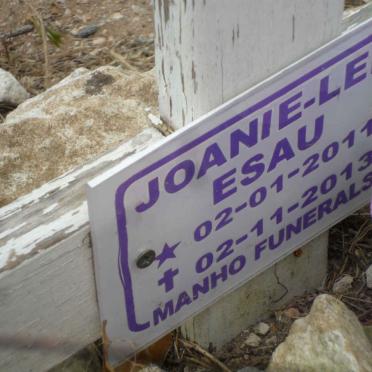 JOANIE-LE
ESAU
★ 02-01-2011
✝ 02-11-2013
MANHO FUNERALS